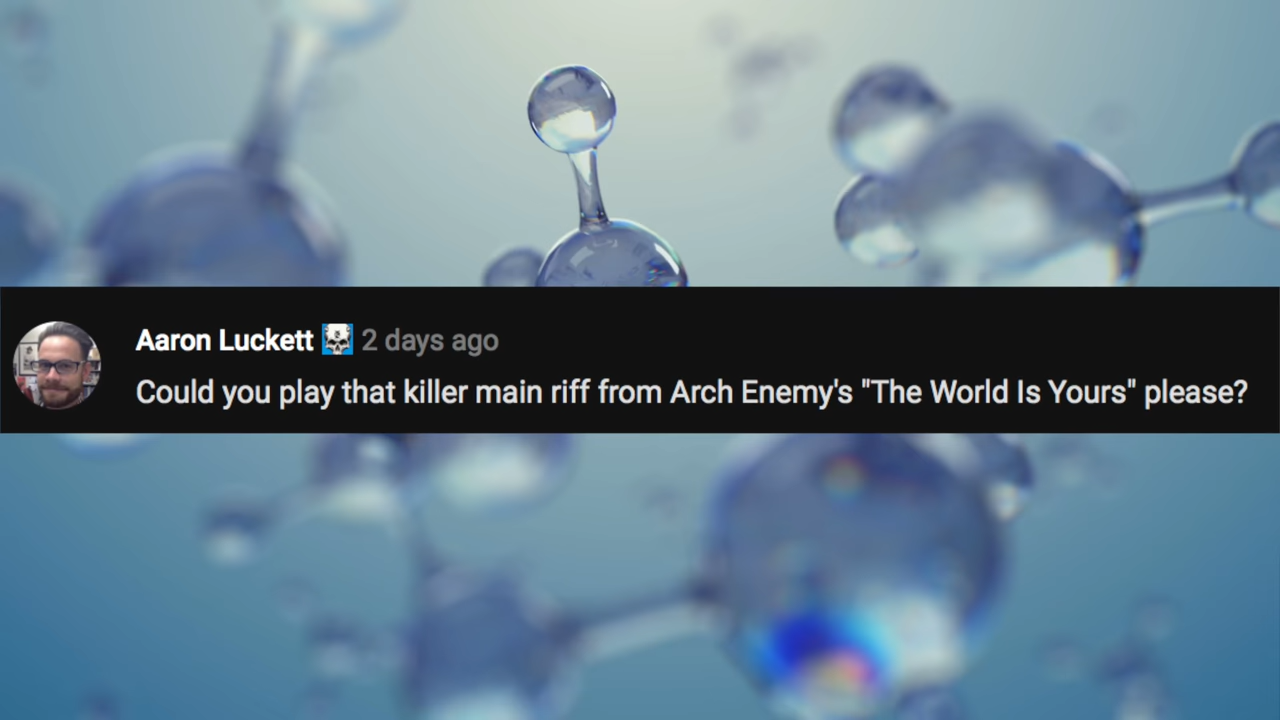 Aaron Luckett 2 days ago
Could you play that killer main riff from Arch Enemy's "The World Is Yours" please?